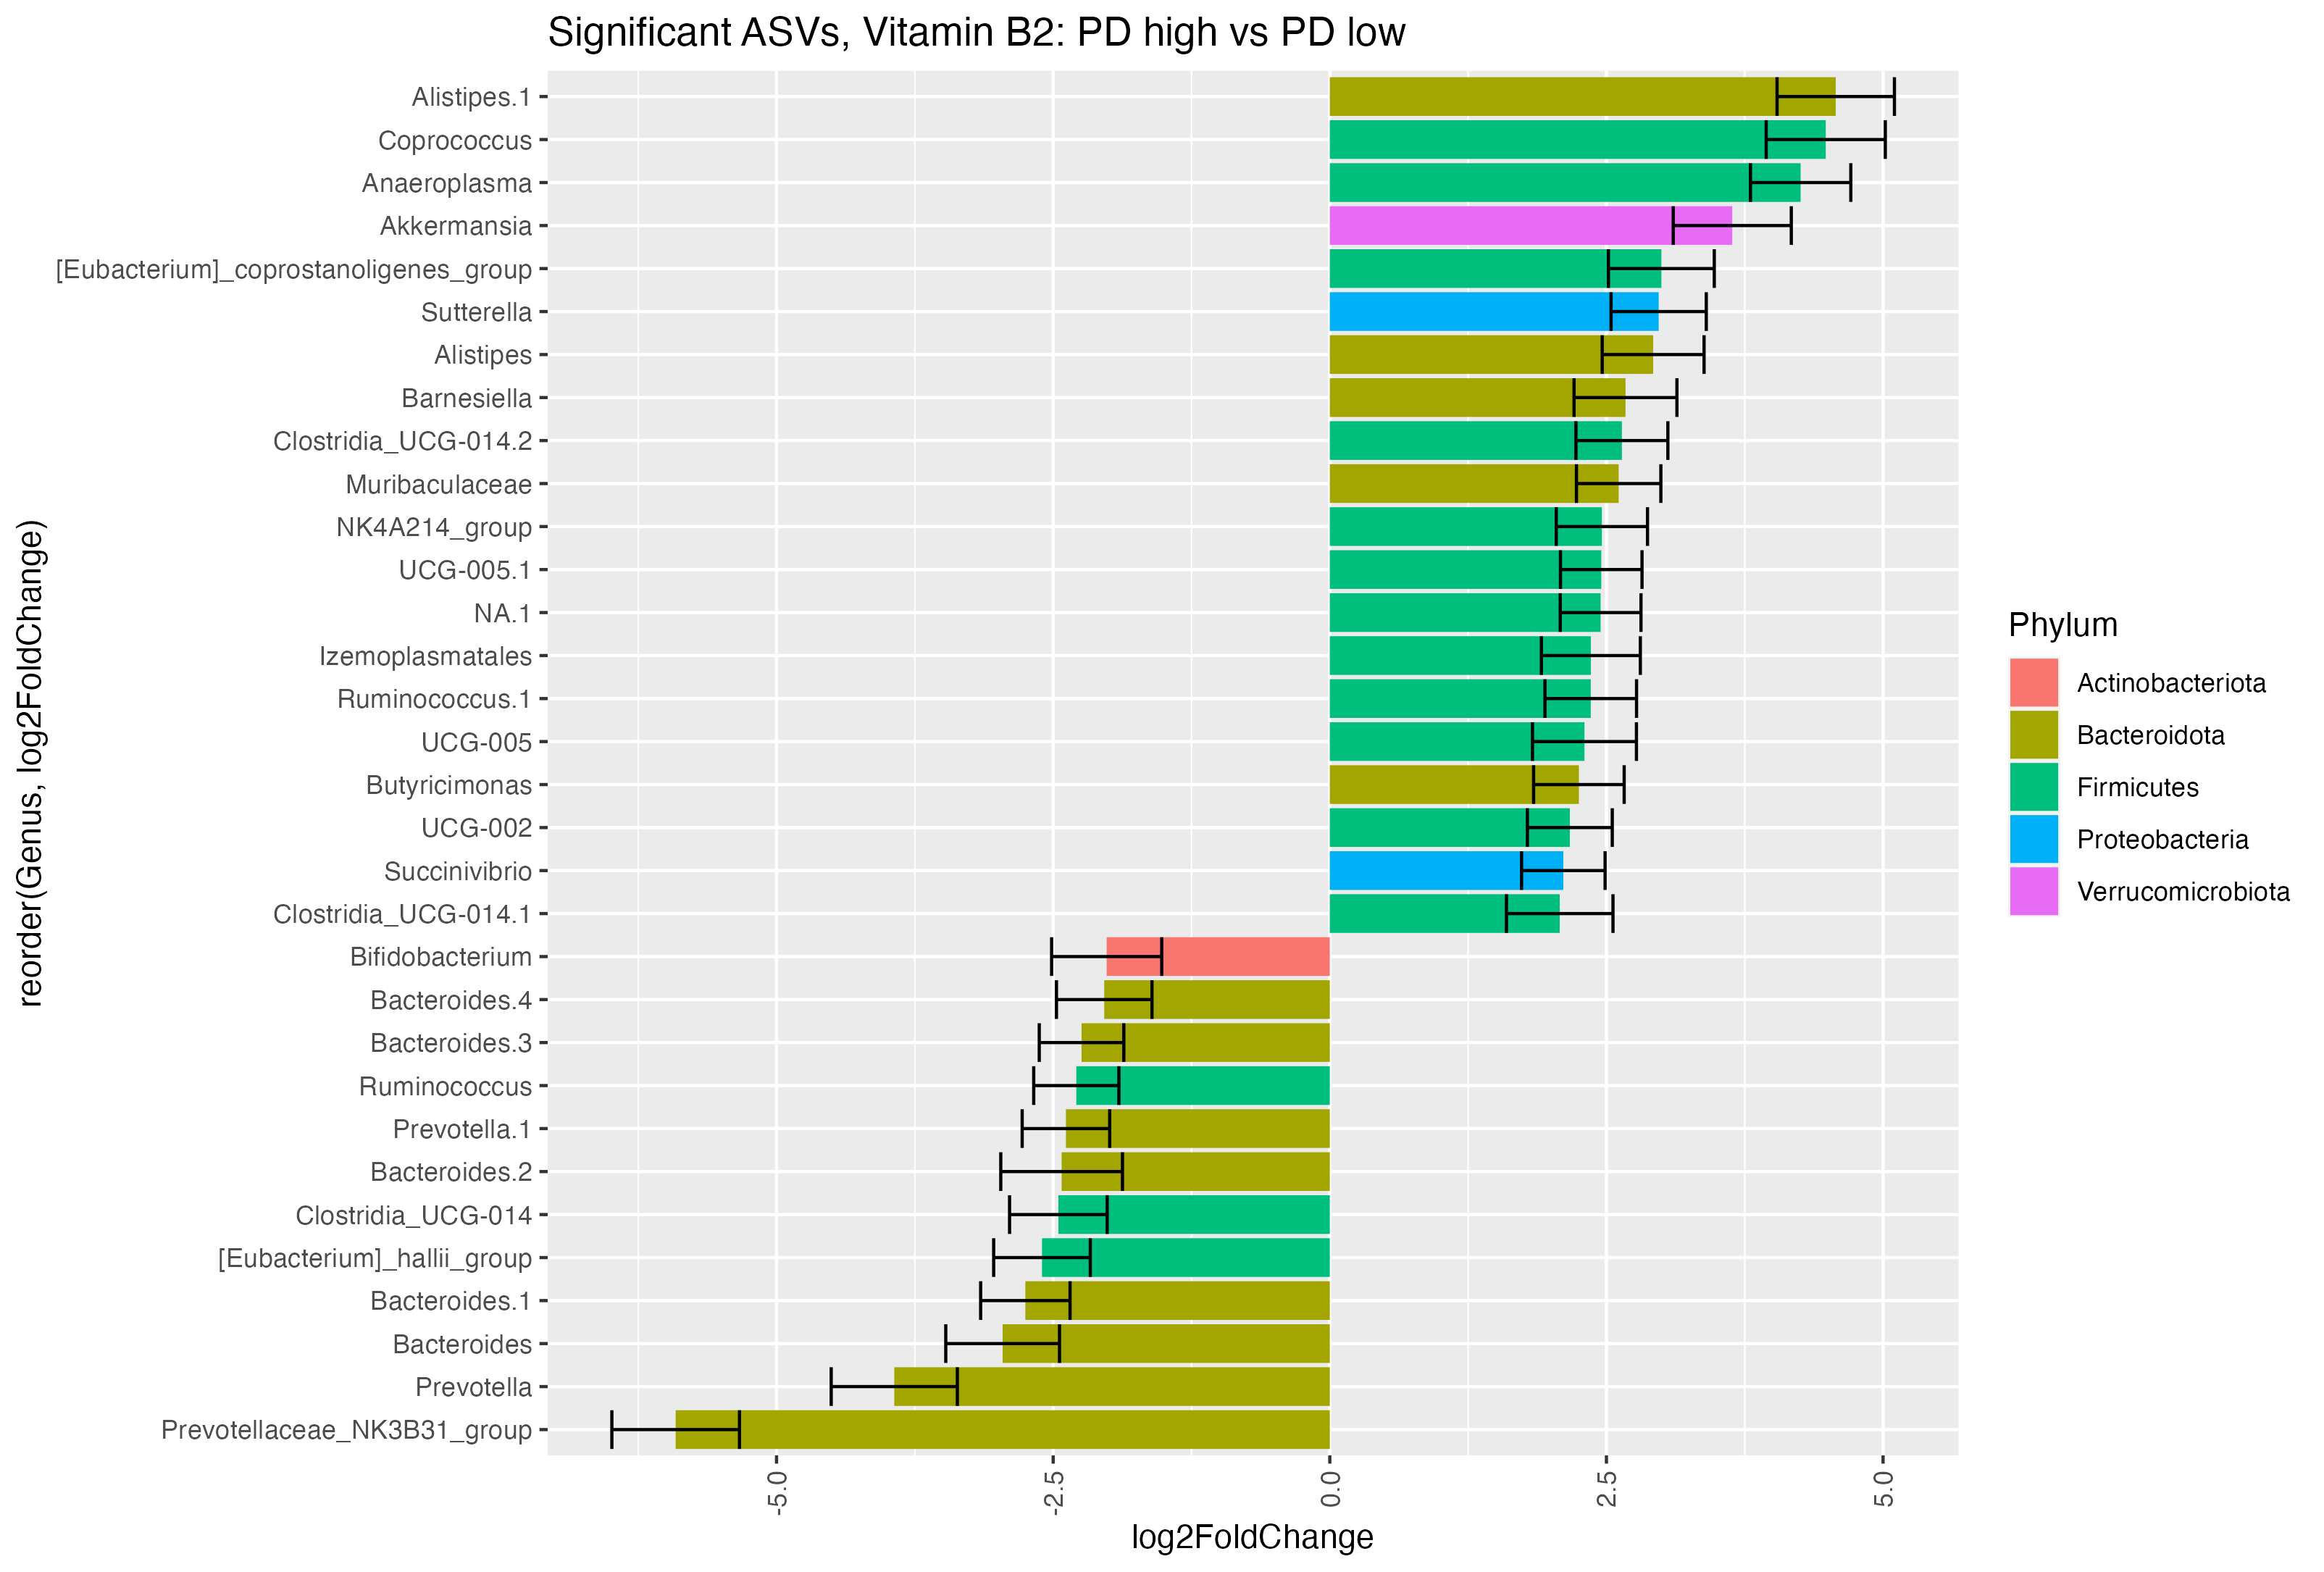 Significant ASVs, Vitamin B2: PD high vs PD low
reorder(Genus, log2FoldChange)
Alistipes.1
Coprococcus
Anaeroplasma
Akkermansia
[Eubacterium]_coprostanoligenes_group
Sutterella
Alistipes
Barnesiella
Clostridia_UCG-014.2
Muribaculaceae
NK4A214_group
UCG-005.1
NA.1
Izemoplasmatales
Ruminococcus.1
UCG-005
Butyricimonas
UCG-002
Succinivibrio
Clostridia_UCG-014.1
Bifidobacterium
Bacteroides.4
Bacteroides.3
Ruminococcus
Prevotella.1
Bacteroides.2
Clostridia_UCG-014
[Eubacterium]_hallii_group
Bacteroides.1
Bacteroides
Prevotella
Prevotellaceae_NK3B31_group
-5.0 -2.5 0.0 2.5 5.0
log2FoldChange
Phylum
Actinobacteriota
Bacteroidota
Firmicutes
Proteobacteria
Verrucomicrobiota